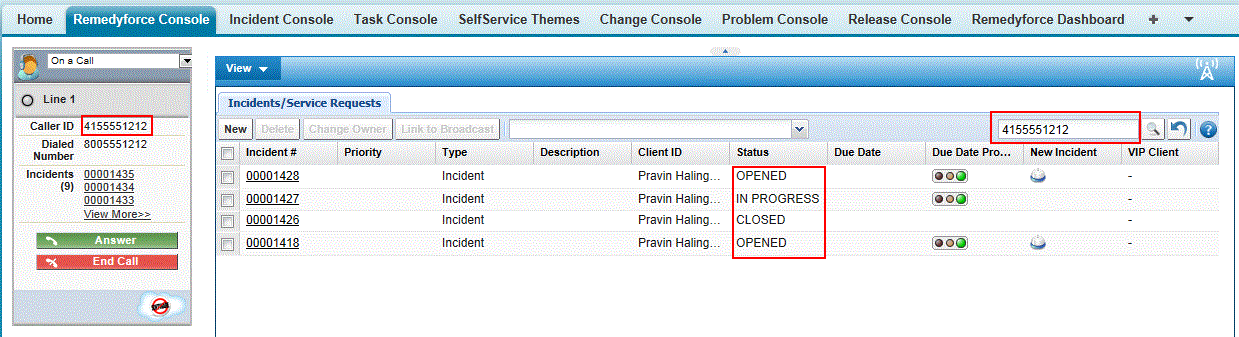 Home Remedyforce Console Incident Console Task Console SelfService Themes Change Console Problem Console Release Console Remedyforce Dashboard +
On a Call
Line 1
Caller ID 4155551212
Dialed Number 8005551212
Incidents (9) 00001435
00001434
00001433
View More>>
Answer
End Call
View
Incidents/Service Requests
New Delete Change Owner Link to Broadcast 4155551212 ?
Incident # Priority Type Description Client ID Status Due Date Due Date Pro... New Incident VIP Client
00001428 Incident Pravin Haling... OPENED -
00001427 Incident Pravin Haling... IN PROGRESS -
00001426 Incident Pravin Haling... CLOSED -
00001418 Incident Pravin Haling... OPENED -